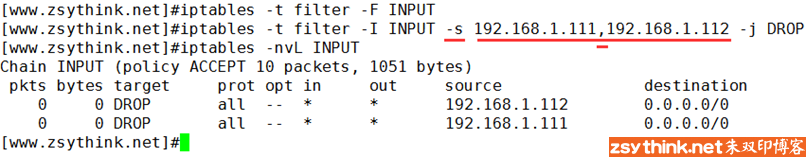 [www.zsythink.net]#iptables -t filter -F INPUT
[www.zsythink.net]#iptables -t filter -I INPUT -s 192.168.1.111,192.168.1.112 -j DROP
[www.zsythink.net]#iptables -nvL INPUT
Chain INPUT (policy ACCEPT 10 packets, 1051 bytes)
 pkts bytes target     prot opt in     out     source               destination
    0     0 DROP       all  --  *      *       192.168.1.112        0.0.0.0/0
    0     0 DROP       all  --  *      *       192.168.1.111        0.0.0.0/0
[www.zsythink.net]#
zsythink.net朱双印博客